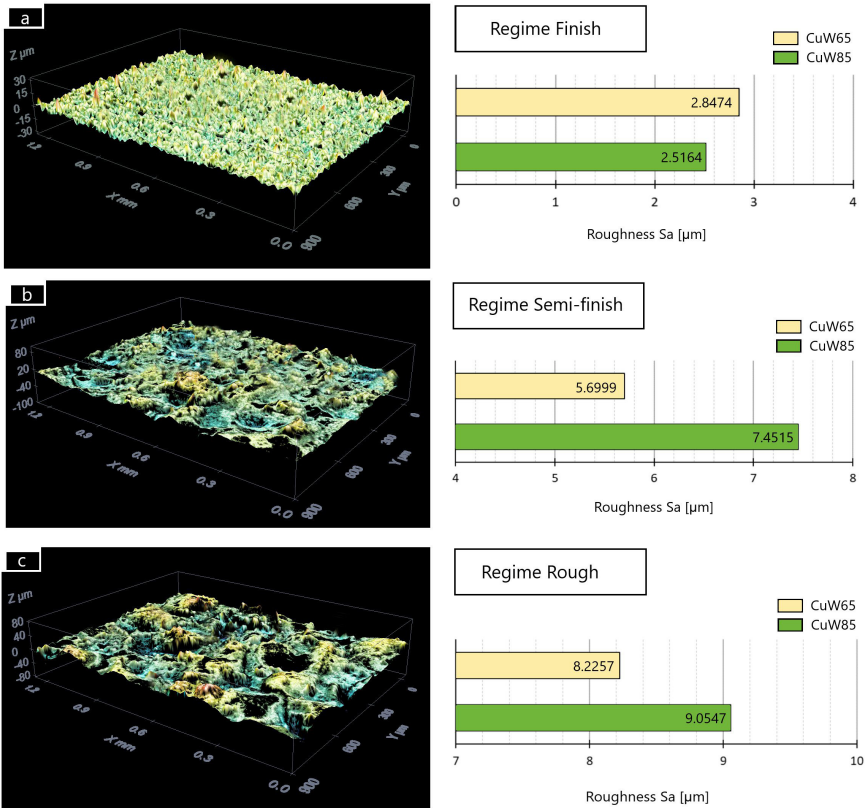 a
Z µm
30
15
0
-15
-30
1.2
0.9
0.6
0.3
0.0
X mm
0
300
600
900
Y µm
Regime Finish
CuW65
CuW85
2.8474
2.5164
0 1 2 3 4
Roughness Sa [µm]
b
Z µm
80
20
-40
-100
1.2
0.9
0.6
0.3
0.0
X mm
0
300
600
900
Y µm
Regime Semi-finish
CuW65
CuW85
5.6999
7.4515
4 5 6 7 8
Roughness Sa [µm]
c
Z µm
80
40
0
-40
-80
1.2
0.9
0.6
0.3
0.0
X mm
0
300
600
900
Y µm
Regime Rough
CuW65
CuW85
8.2257
9.0547
7 8 9 10
Roughness Sa [µm]